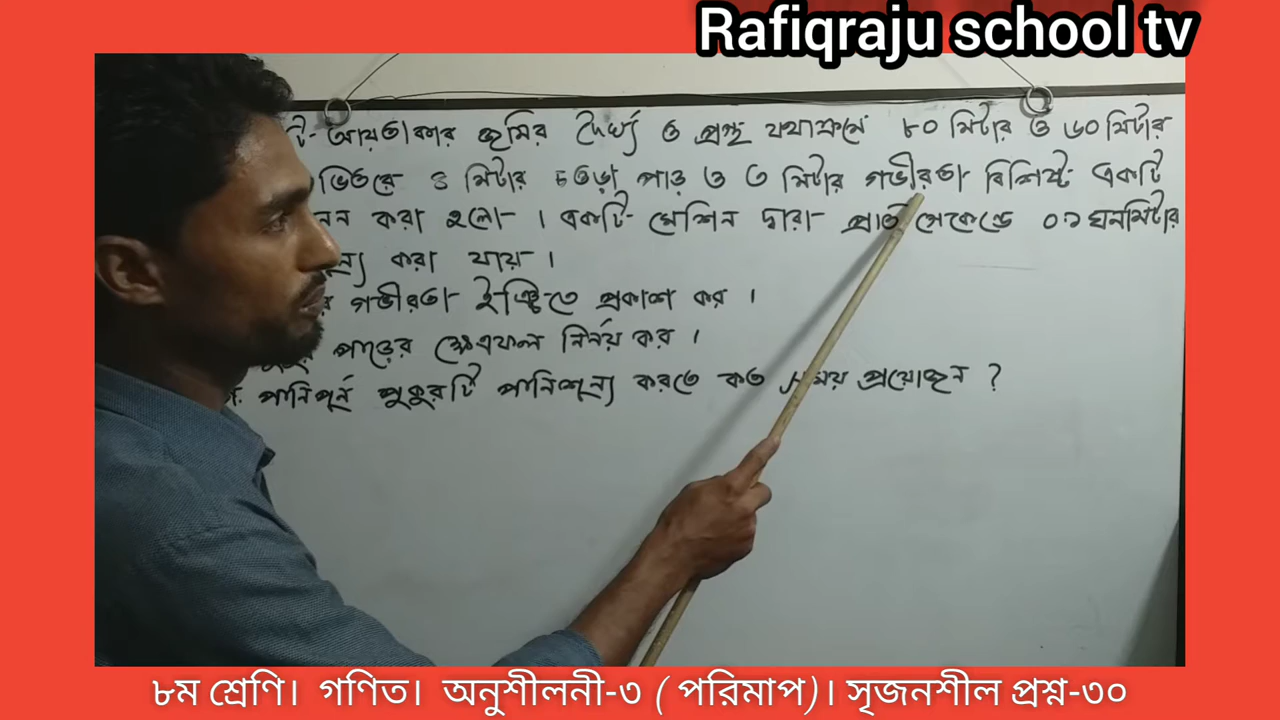 Rafiqraju school tv
আয়তাকার জমির দৈর্ঘ্য ও প্রস্থ যথাক্রমে ৮০ মিটার ও ৬০ মিটার
ভিতরে ৪ মিটার চওড়া পাড় ও ৩ মিটার গভীরতা বিশিষ্ট একটি
করা হলো । একটি মেশিন দ্বারা প্রতি সেকেন্ডে ০.১ ঘনমিটার
করা যায় ।
গভীরতা ইঞ্চিতে প্রকাশ কর ।
পাড়ের ক্ষেত্রফল নির্নয় কর ।
পানিপূর্ন পুকুরটি পানিশূন্য করতে কত সময় প্রয়োজন ?
৮ম শ্রেণি। গণিত। অনুশীলনী-৩ ( পরিমাপ)। সৃজনশীল প্রশ্ন-৩০